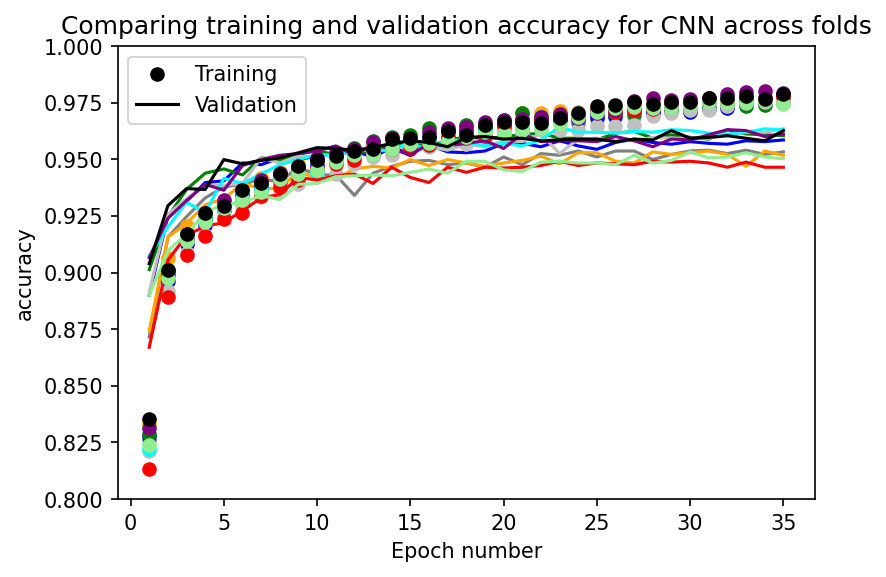 Comparing training and validation accuracy for CNN across folds
1.000
0.975
0.950
0.925
0.900
0.875
0.850
0.825
0.800
accuracy
Training
Validation
0 5 10 15 20 25 30 35
Epoch number